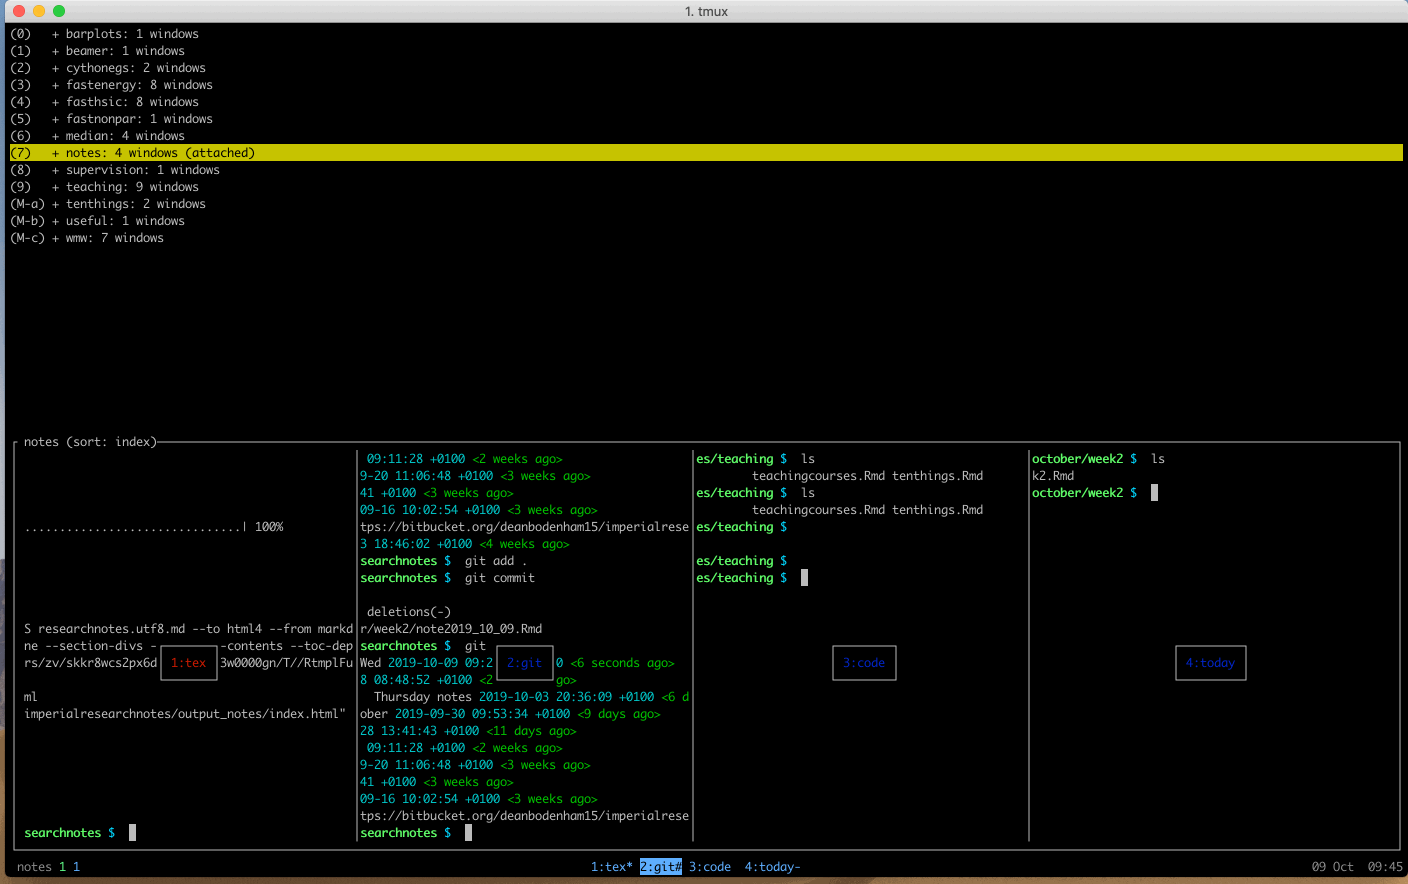 1. tmux
(0)   + barplots: 1 windows
(1)   + beamer: 1 windows
(2)   + cythonegs: 2 windows
(3)   + fastenergy: 8 windows
(4)   + fasthsic: 8 windows
(5)   + fastnonpar: 1 windows
(6)   + median: 4 windows
(7)   + notes: 4 windows (attached)
(8)   + supervision: 1 windows
(9)   + teaching: 9 windows
(M-a) + tenthings: 2 windows
(M-b) + useful: 1 windows
(M-c) + wmw: 7 windows
notes (sort: index)
..............................| 100%
S researchnotes.utf8.md --to html4 --from markd
ne --section-divs - -contents --toc-dep
rs/zv/skkr8wcs2px6d 1:tex 3w0000gn/T//RtmplFu
ml
imperialresearchnotes/output_notes/index.html"
searchnotes $
09:11:28 +0100 <2 weeks ago>
9-20 11:06:48 +0100 <3 weeks ago>
41 +0100 <3 weeks ago>
09-16 10:02:54 +0100 <3 weeks ago>
tps://bitbucket.org/deanbodenham15/imperialrese
3 18:46:02 +0100 <4 weeks ago>
searchnotes $  git add .
searchnotes $  git commit
deletions(-)
r/week2/note2019_10_09.Rmd
searchnotes $  git
Wed 2019-10-09 09:2 2:git 0 <6 seconds ago>
8 08:48:52 +0100 <2 go>
Thursday notes 2019-10-03 20:36:09 +0100 <6 d
ober 2019-09-30 09:53:34 +0100 <9 days ago>
28 13:41:43 +0100 <11 days ago>
09:11:28 +0100 <2 weeks ago>
9-20 11:06:48 +0100 <3 weeks ago>
41 +0100 <3 weeks ago>
09-16 10:02:54 +0100 <3 weeks ago>
tps://bitbucket.org/deanbodenham15/imperialrese
searchnotes $
es/teaching $  ls
teachingcourses.Rmd tenthings.Rmd
es/teaching $  ls
teachingcourses.Rmd tenthings.Rmd
es/teaching $
es/teaching $
es/teaching $
3:code
october/week2 $  ls
k2.Rmd
october/week2 $
4:today
notes 1 1 1:tex* 2:git# 3:code  4:today- 09 Oct  09:45